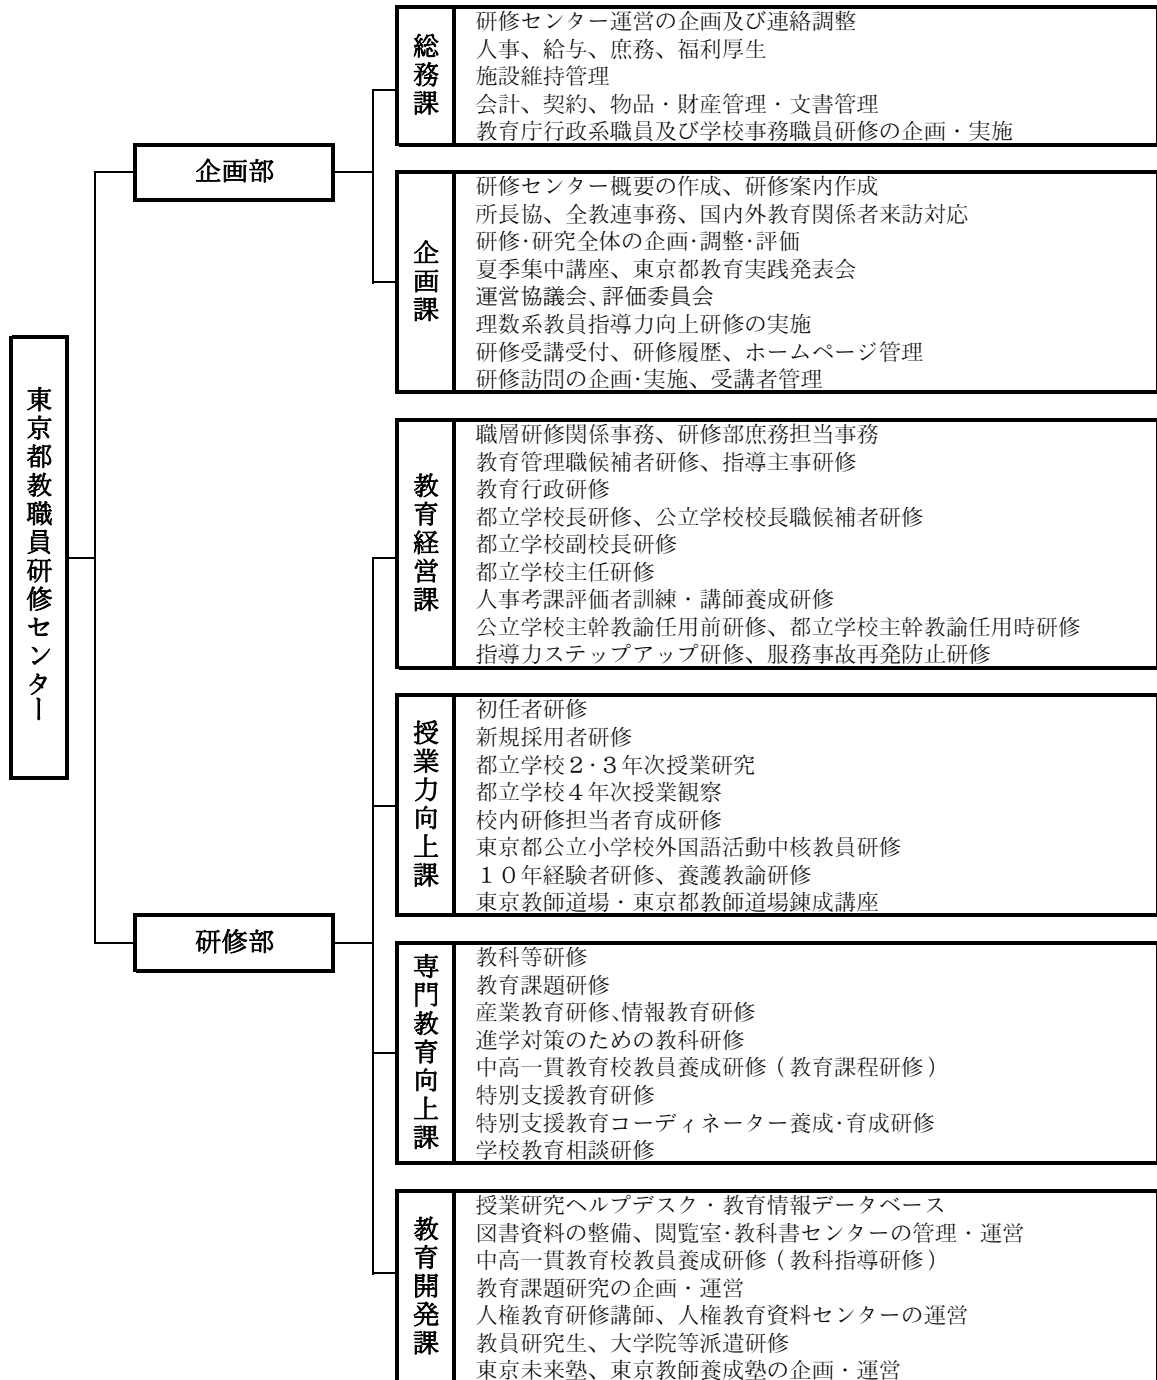 東京都教職員研修センター
企画部
総務課
研修センター運営の企画及び連絡調整
人事、給与、庶務、福利厚生
施設維持管理
会計、契約、物品・財産管理・文書管理
教育庁行政系職員及び学校事務職員研修の企画・実施
企画課
研修センター概要の作成、研修案内作成
所長協、全教連事務、国内外教育関係者来訪対応
研修･研究全体の企画･調整･評価
夏季集中講座、東京都教育実践発表会
運営協議会、評価委員会
理数系教員指導力向上研修の実施
研修受講受付、研修履歴、ホームページ管理
研修訪問の企画･実施、受講者管理
研修部
教育経営課
職層研修関係事務、研修部庶務担当事務
教育管理職候補者研修、指導主事研修
教育行政研修
都立学校長研修、公立学校校長職候補者研修
都立学校副校長研修
都立学校主任研修
人事考課評価者訓練・講師養成研修
公立学校主幹教諭任用前研修、都立学校主幹教諭任用時研修
指導力ステップアップ研修、服務事故再発防止研修
授業力向上課
初任者研修
新規採用者研修
都立学校２･３年次授業研究
都立学校４年次授業観察
校内研修担当者育成研修
東京都公立小学校外国語活動中核教員研修
１０年経験者研修、養護教諭研修
東京教師道場・東京都教師道場錬成講座
専門教育向上課
教科等研修
教育課題研修
産業教育研修、情報教育研修
進学対策のための教科研修
中高一貫教育校教員養成研修（教育課程研修）
特別支援教育研修
特別支援教育コーディネーター養成･育成研修
学校教育相談研修
教育開発課
授業研究ヘルプデスク・教育情報データベース
図書資料の整備、閲覧室･教科書センターの管理・運営
中高一貫教育校教員養成研修（教科指導研修）
教育課題研究の企画・運営
人権教育研修講師、人権教育資料センターの運営
教員研究生、大学院等派遣研修
東京未来塾、東京教師養成塾の企画・運営